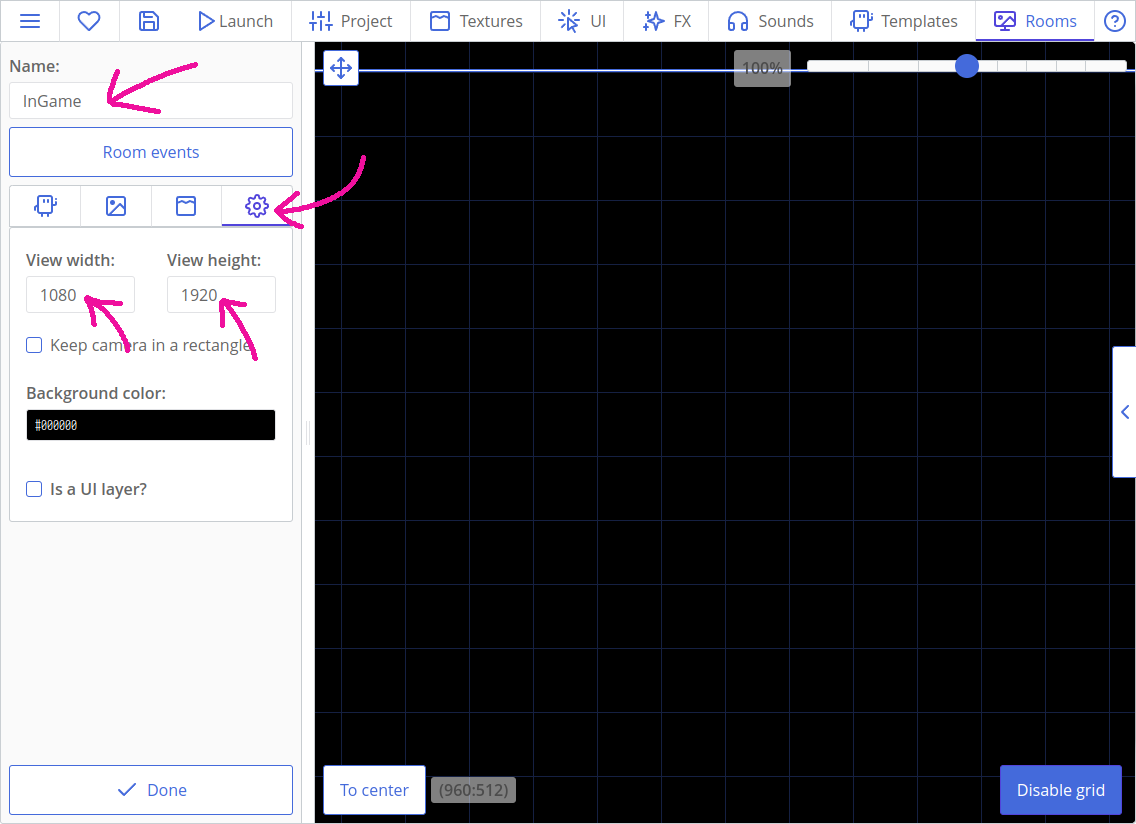 Launch
Project
Textures
UI
FX
Sounds
Templates
Rooms
Name:
InGame
Room events
View width:
View height:
1080
1920
Keep camera in a rectangle
Background color:
#000000
Is a UI layer?
Done
100%
To center
(960:512)
Disable grid